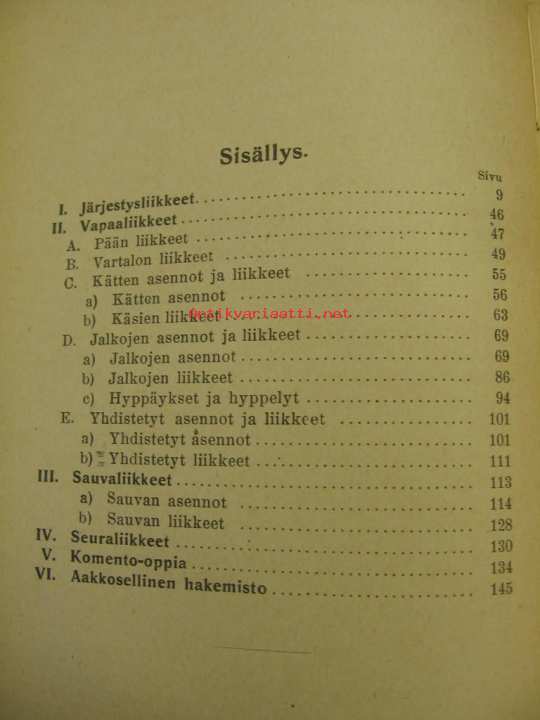 Sisällys.
Sivu
I. Järjestysliikkeet . . . . . . . . . . 9
II. Vapaaliikkeet . . . . . . . . . . 46
A. Pään liikkeet . . . . . . . . . . 47
B. Vartalon liikkeet . . . . . . . . . . 49
C. Kätten asennot ja liikkeet . . . . . . . . . . 55
a) Kätten asennot . . . . . . . . . . 56
b) Käsien liikkeet . . . . . . . . . . 63
antikvariaatti.net
D. Jalkojen asennot ja liikkeet . . . . . . . . . . 69
a) Jalkojen asennot . . . . . . . . . . 69
b) Jalkojen liikkeet . . . . . . . . . . 86
c) Hyppäykset ja hyppelyt . . . . . . . . . . 94
E. Yhdistetyt asennot ja liikkeet . . . . . . . . . . 101
a) Yhdistetyt asennot . . . . . . . . . . 101
b) Yhdistetyt liikkeet . . . . . . . . . . 111
III. Sauvaliikkeet . . . . . . . . . . 113
a) Sauvan asennot . . . . . . . . . . 114
b) Sauvan liikkeet . . . . . . . . . . 128
IV. Seuraliikkeet . . . . . . . . . . 130
V. Komento-oppia . . . . . . . . . . 134
VI. Aakkosellinen hakemisto . . . . . . . . . . 145